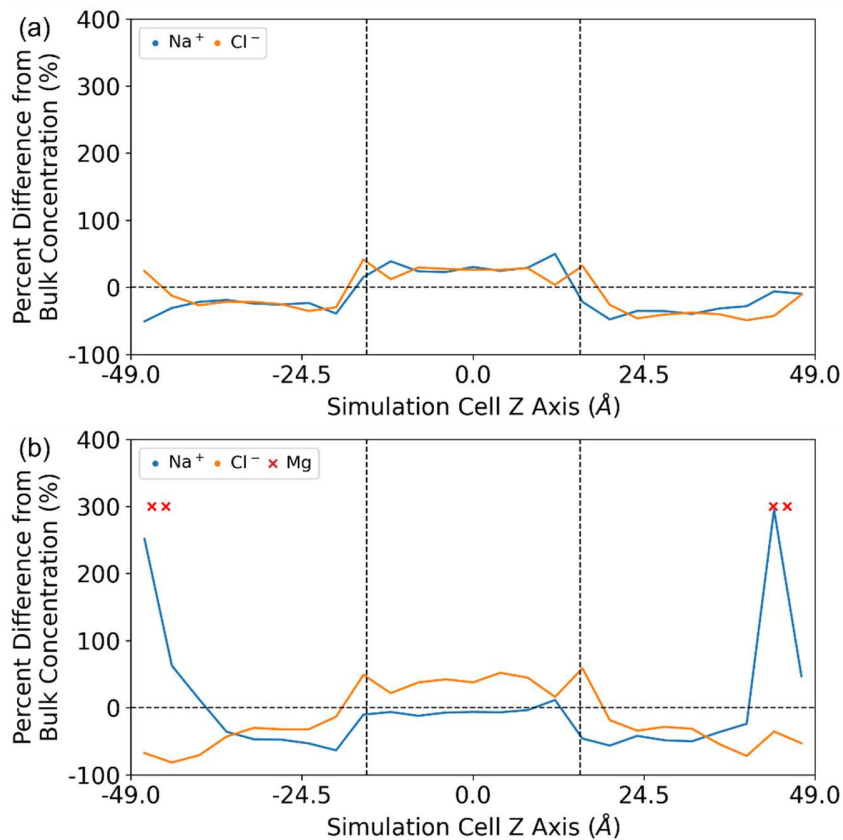 (a)
400
300
200
100
0
-100
Percent Difference from
Bulk Concentration (%)
Na⁺ Cl⁻
-49.0 -24.5 0.0 24.5 49.0
Simulation Cell Z Axis (Å)
(b)
400
300
200
100
0
-100
Percent Difference from
Bulk Concentration (%)
Na⁺ Cl⁻ Mg
-49.0 -24.5 0.0 24.5 49.0
Simulation Cell Z Axis (Å)